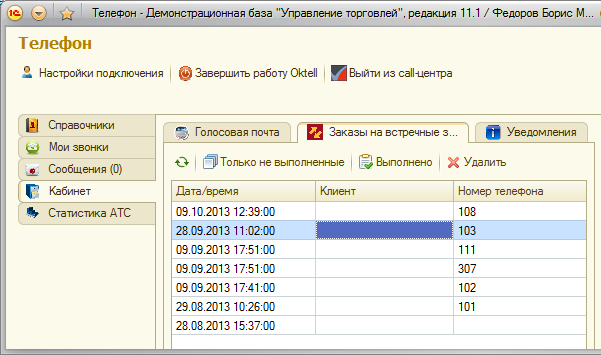 Телефон - Демонстрационная база "Управление торговлей", редакция 11.1 / Федоров Борис М...
Телефон
Настройки подключения
Завершить работу Oktell
Выйти из call-центра
Справочники
Мои звонки
Сообщения (0)
Кабинет
Статистика АТС
Голосовая почта
Заказы на встречные з...
Уведомления
Только не выполненные
Выполнено
Удалить
Дата/время Клиент Номер телефона
09.10.2013 12:39:00 108
28.09.2013 11:02:00 103
09.09.2013 17:51:00 111
09.09.2013 17:51:00 307
09.09.2013 17:41:00 102
29.08.2013 10:26:00 101
28.08.2013 15:37:00